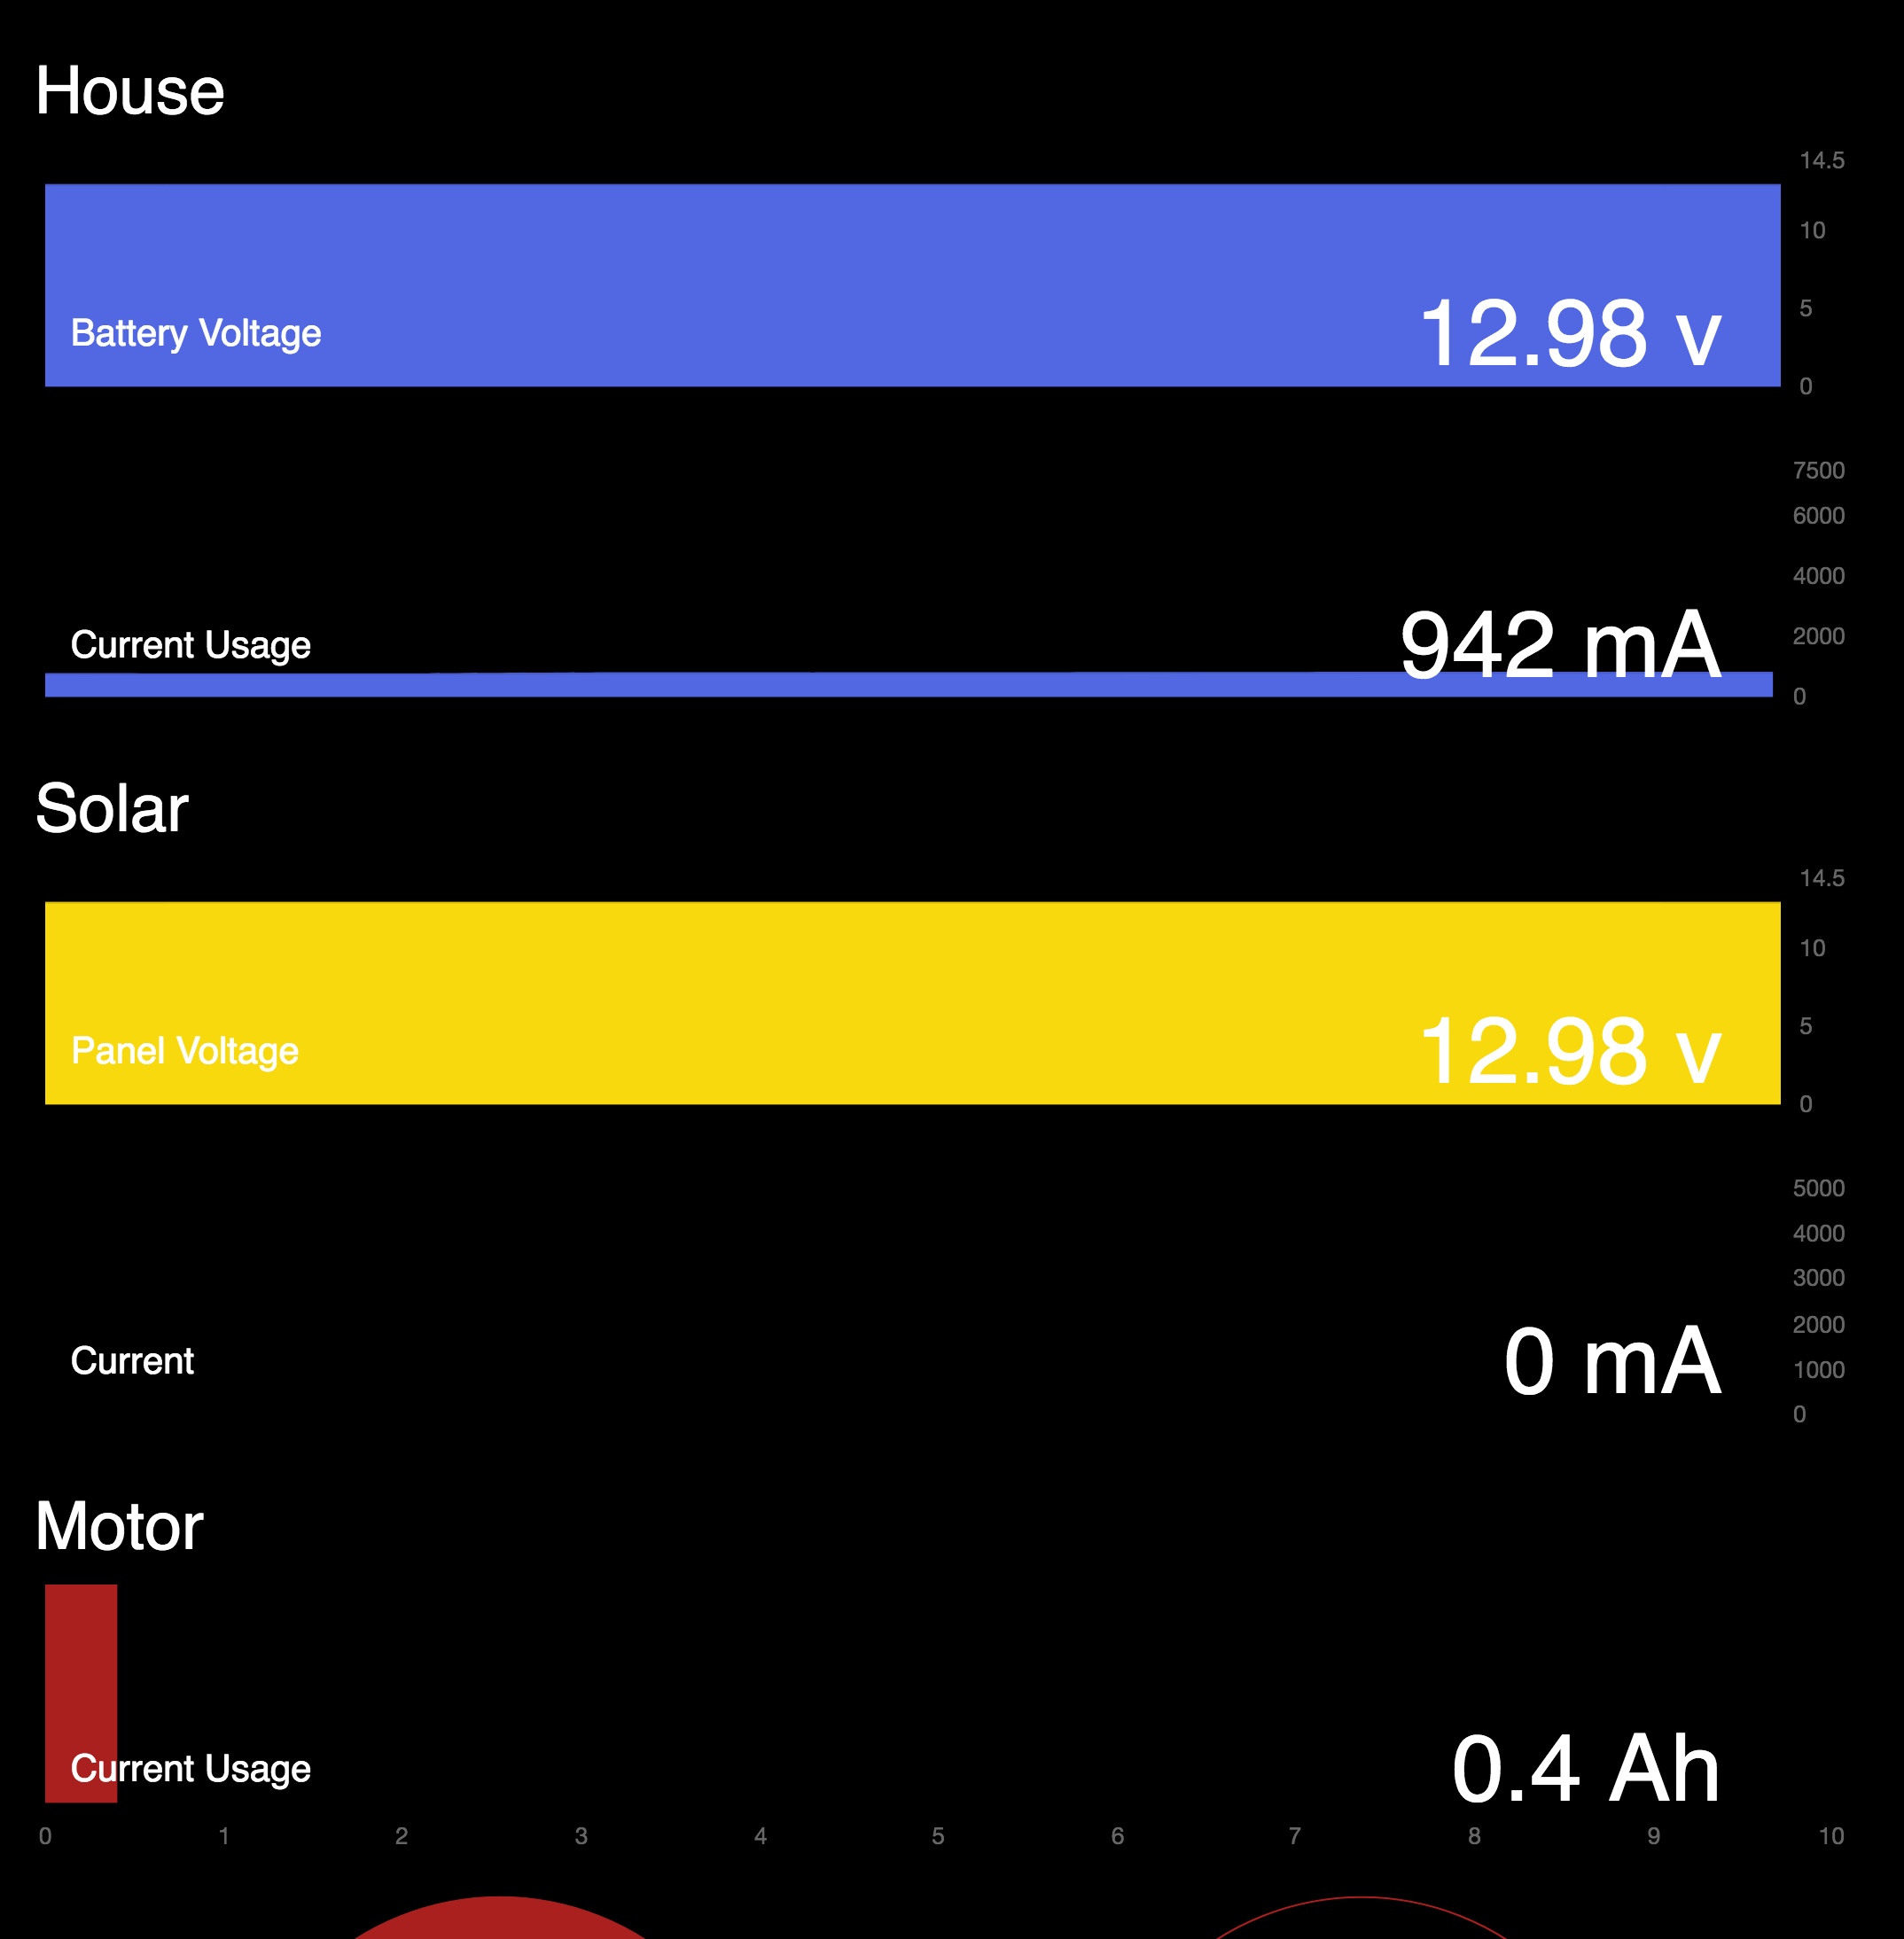 House
14.5
10
5
Battery Voltage 12.98 v
0
7500
6000
4000
2000
Current Usage 942 mA
0
Solar
14.5
10
5
Panel Voltage 12.98 v
0
5000
4000
3000
2000
Current 0 mA
1000
0
Motor
Current Usage 0.4 Ah
0 1 2 3 4 5 6 7 8 9 10